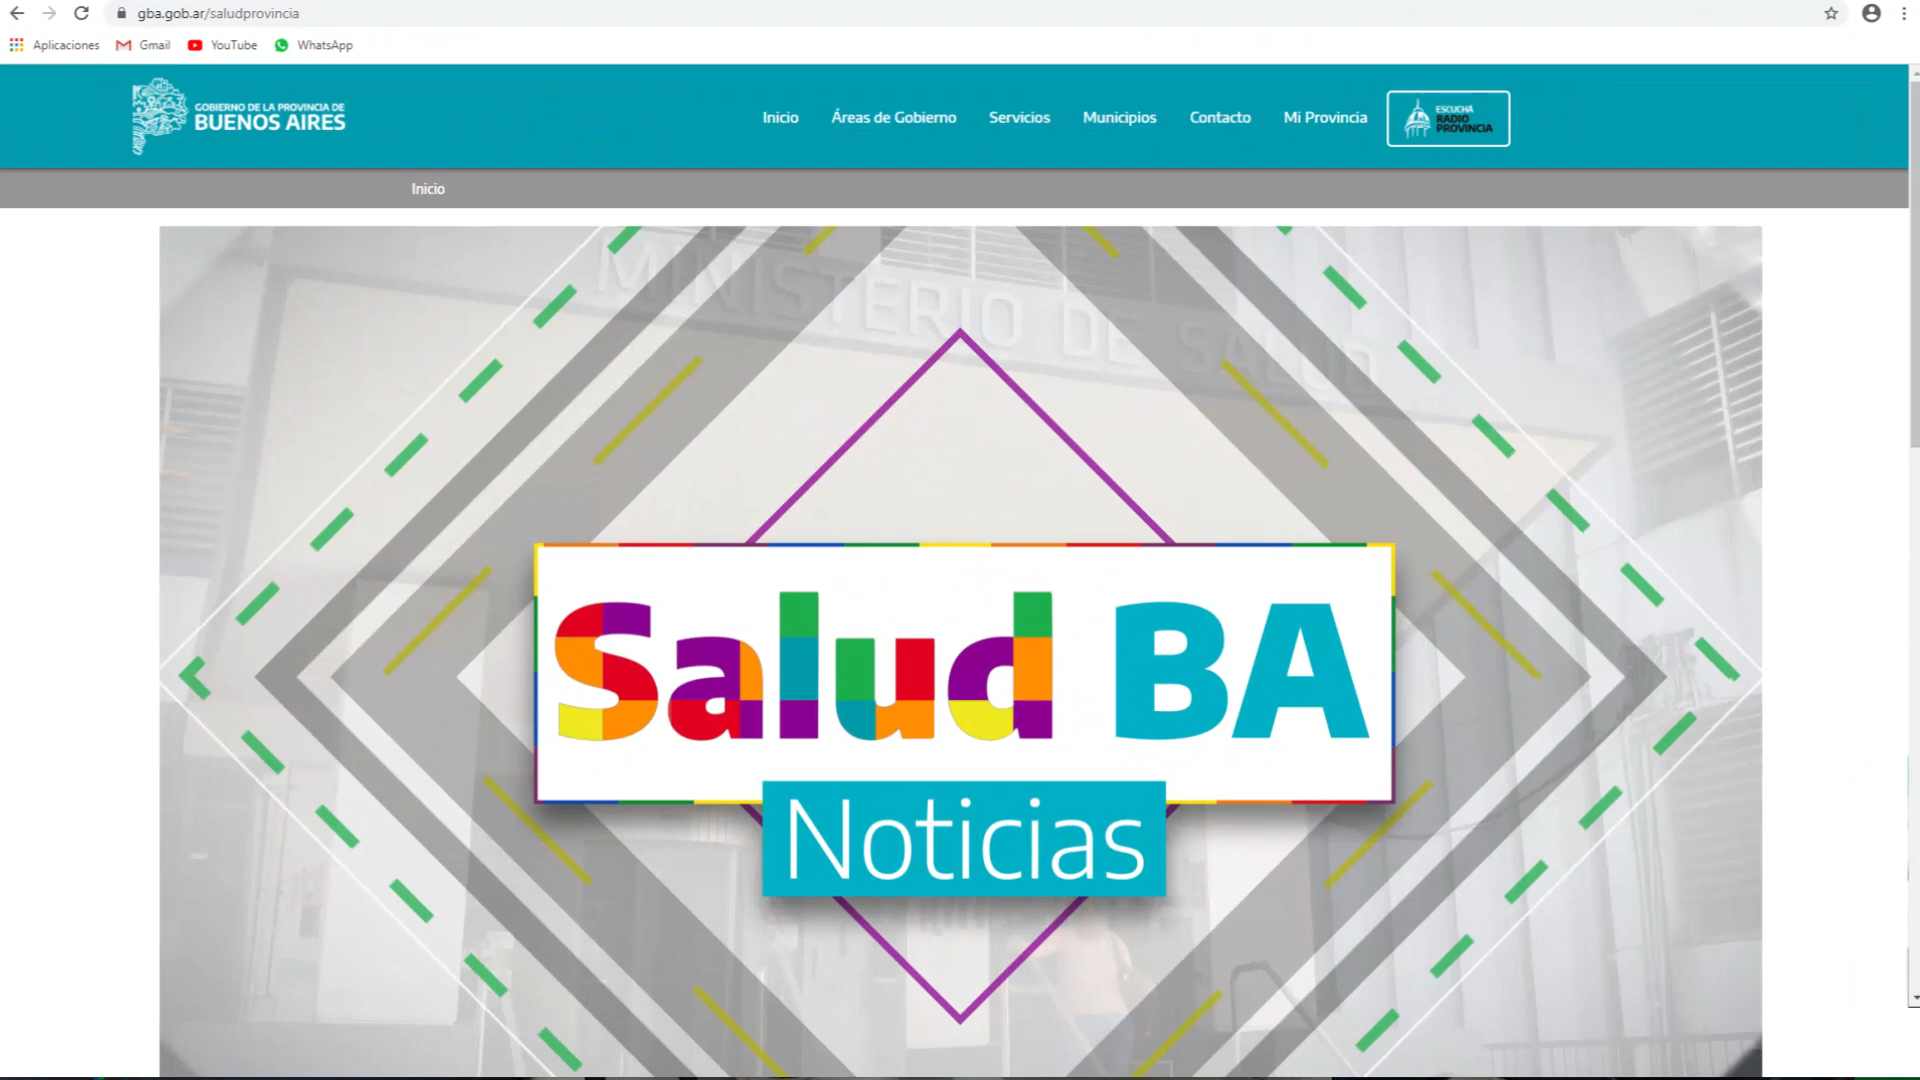 gba.gob.ar/saludprovincia
Aplicaciones Gmail YouTube WhatsApp
GOBIERNO DE LA PROVINCIA DE
BUENOS AIRES
Inicio Áreas de Gobierno Servicios Municipios Contacto Mi Provincia
ESCUCHA
RADIO
PROVINCIA
Inicio
MINISTERIO DE SALUD
Salud BA
Noticias